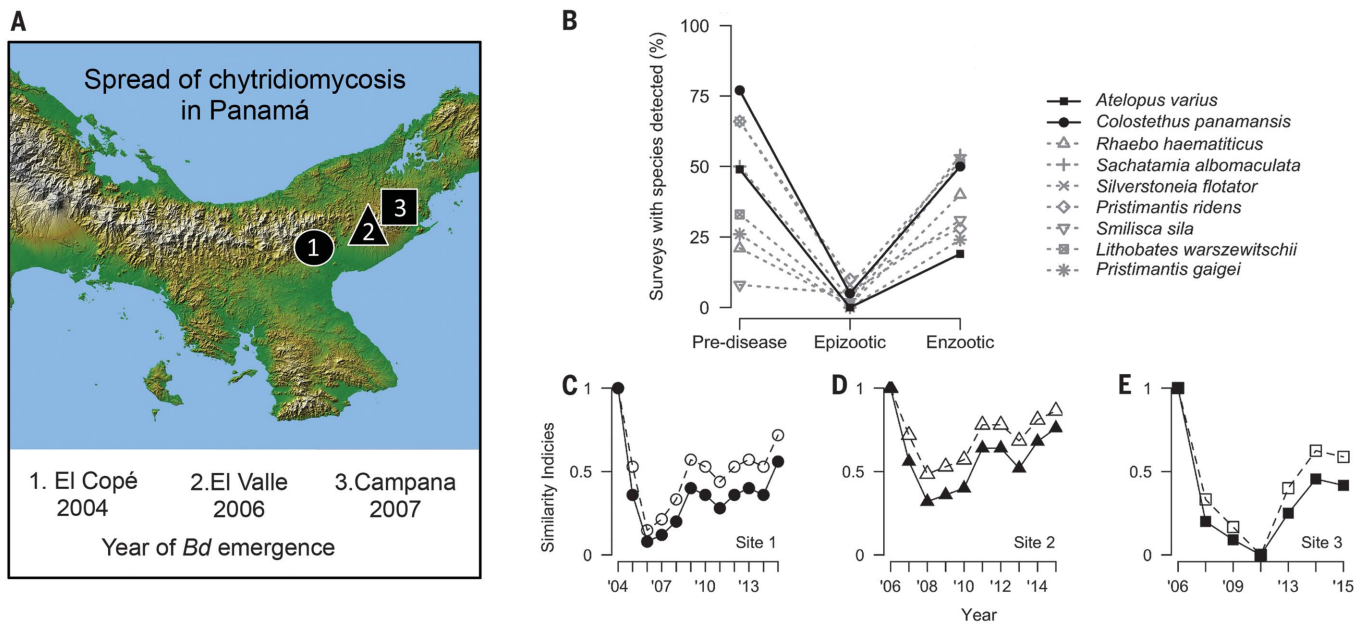 A
Spread of chytridiomycosis
in Panamá
1
2
3
1. El Copé
2004
2.El Valle
2006
3.Campana
2007
Year of Bd emergence
B
Surveys with species detected (%)
100
75
50
25
0
Pre-disease
Epizootic
Enzootic
Atelopus varius
Colostethus panamansis
Rhaebo haematiticus
Sachatamia albomaculata
Silverstoneia flotator
Pristimantis ridens
Smilisca sila
Lithobates warszewitschii
Pristimantis gaigei
C
Similarity Indicies
1
0.5
0
'04
'07
'10
'13
Site 1
D
1
0.5
0
'06
'08
'10
'12
'14
Site 2
Year
E
1
0.5
0
'06
'09
'11
'13
'15
Site 3